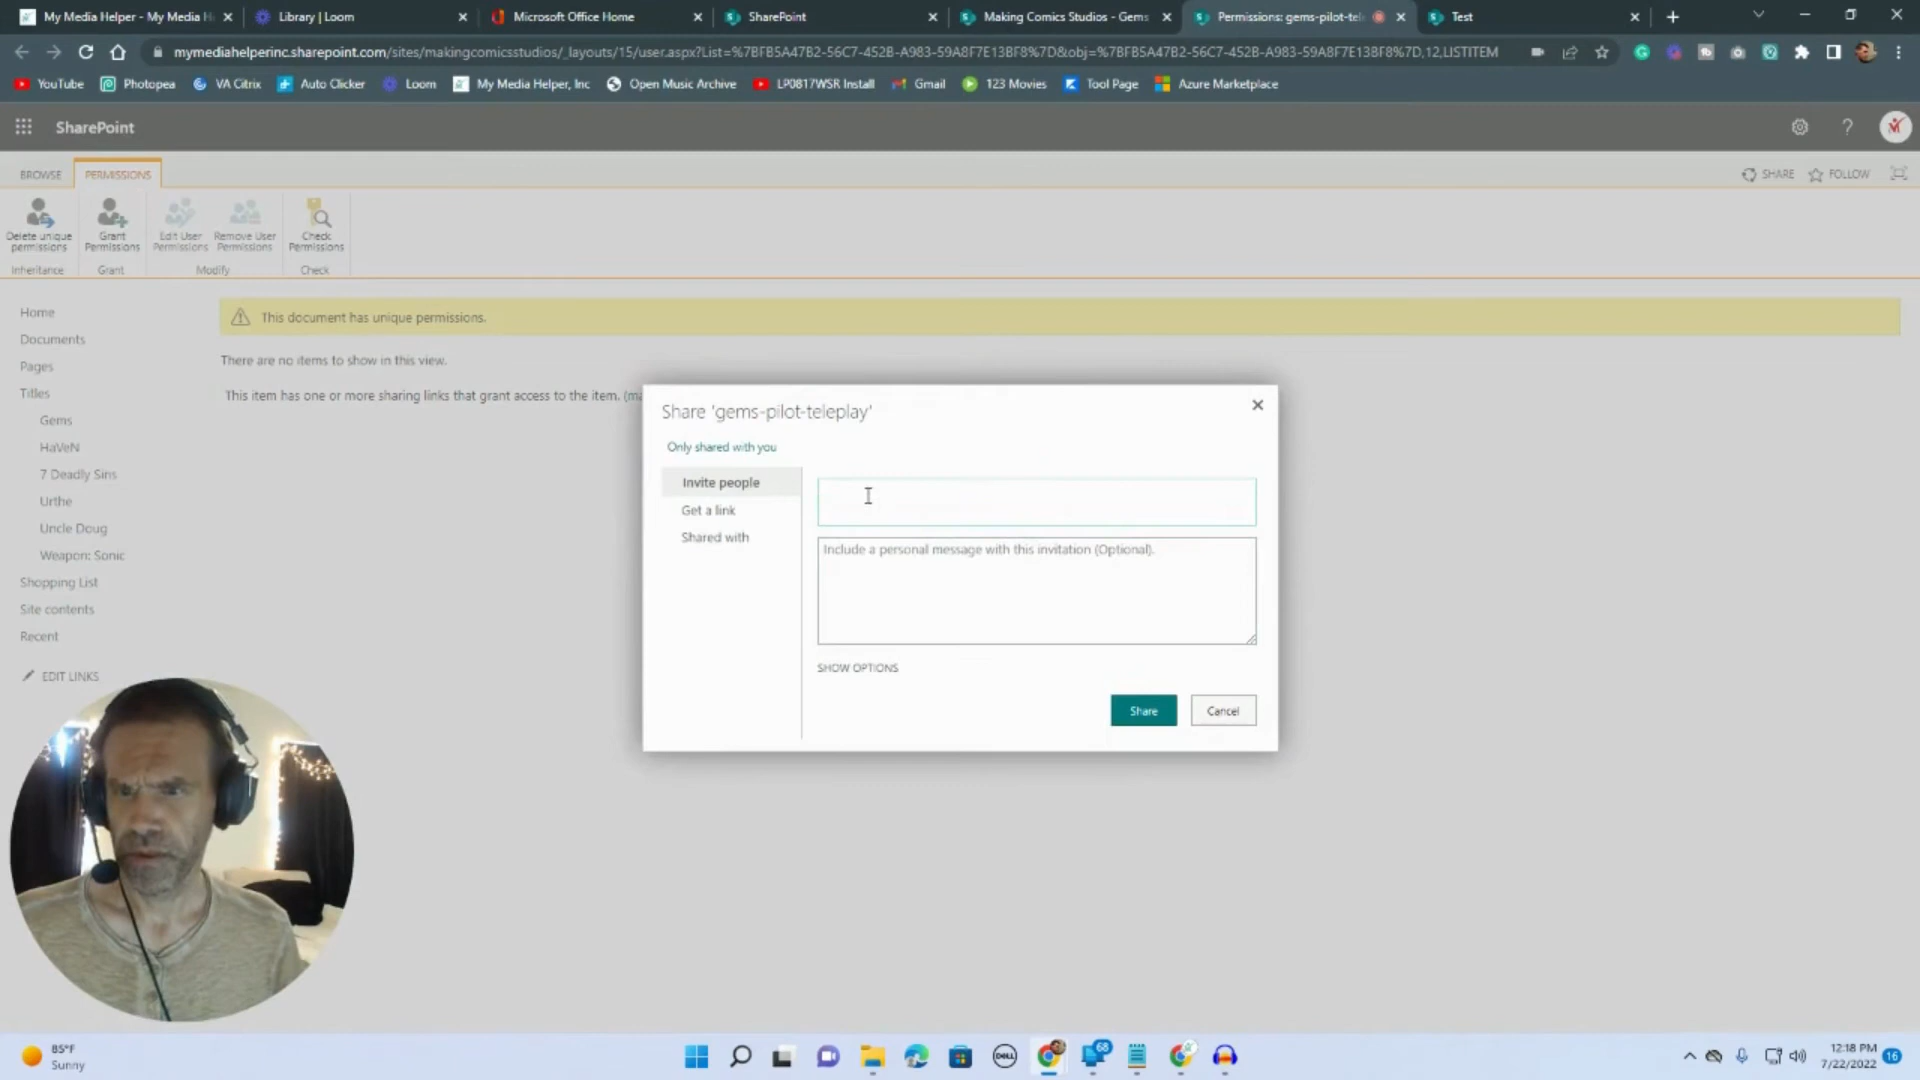 My Media Helper - My Media H
Library | Loom
Microsoft Office Home
SharePoint
Making Comics Studios - Gems
Permissions: gems-pilot-tel
Test
mymediahelperinc.sharepoint.com/sites/makingcomicsstudios/_layouts/15/user.aspx?List=%7BFB5A47B2-56C7-452B-A983-59A8F7E13BF8%7D&obj=%7BFB5A47B2-56C7-452B-A983-59A8F7E13BF8%7D,12,LISTITEM
YouTube
Photopea
VA Citrix
Auto Clicker
Loom
My Media Helper, Inc
Open Music Archive
LP0817WSR Install
Gmail
123 Movies
Tool Page
Azure Marketplace
SharePoint
?
BROWSE
PERMISSIONS
SHARE
FOLLOW
Delete unique
permissions
Grant
Permissions
Edit User
Permissions
Remove User
Permissions
Check
Permissions
Inheritance
Grant
Modify
Check
Home
Documents
Pages
Titles
Gems
HaVeN
7 Deadly Sins
Urthe
Uncle Doug
Weapon: Sonic
Shopping List
Site contents
Recent
EDIT LINKS
This document has unique permissions.
There are no items to show in this view.
This item has one or more sharing links that grant access to the item. (ma
Share 'gems-pilot-teleplay'
Only shared with you
Invite people
Get a link
Shared with
Include a personal message with this invitation (Optional).
SHOW OPTIONS
Share
Cancel
85°F
Sunny
DELL
68
12:18 PM
7/22/2022
16